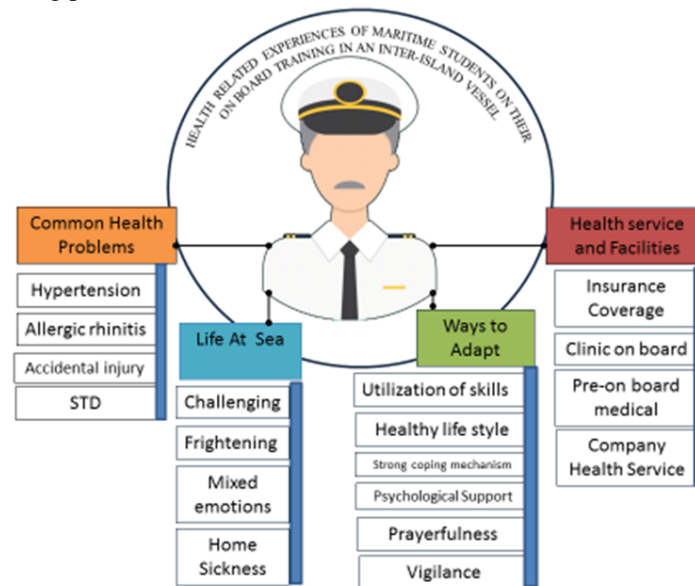 HEALTH RELATED EXPERIENCES OF MARITIME STUDENTS ON THEIR
ON BOARD TRAINING IN AN INTER-ISLAND VESSEL
Common Health
Problems
Hypertension
Allergic rhinitis
Accidental injury
STD
Life At Sea
Challenging
Frightening
Mixed
emotions
Home
Sickness
Ways to
Adapt
Utilization of skills
Healthy life style
Strong coping mechanism
Psychological Support
Prayerfulness
Vigilance
Health service
and Facilities
Insurance
Coverage
Clinic on board
Pre-on board
medical
Company
Health Service